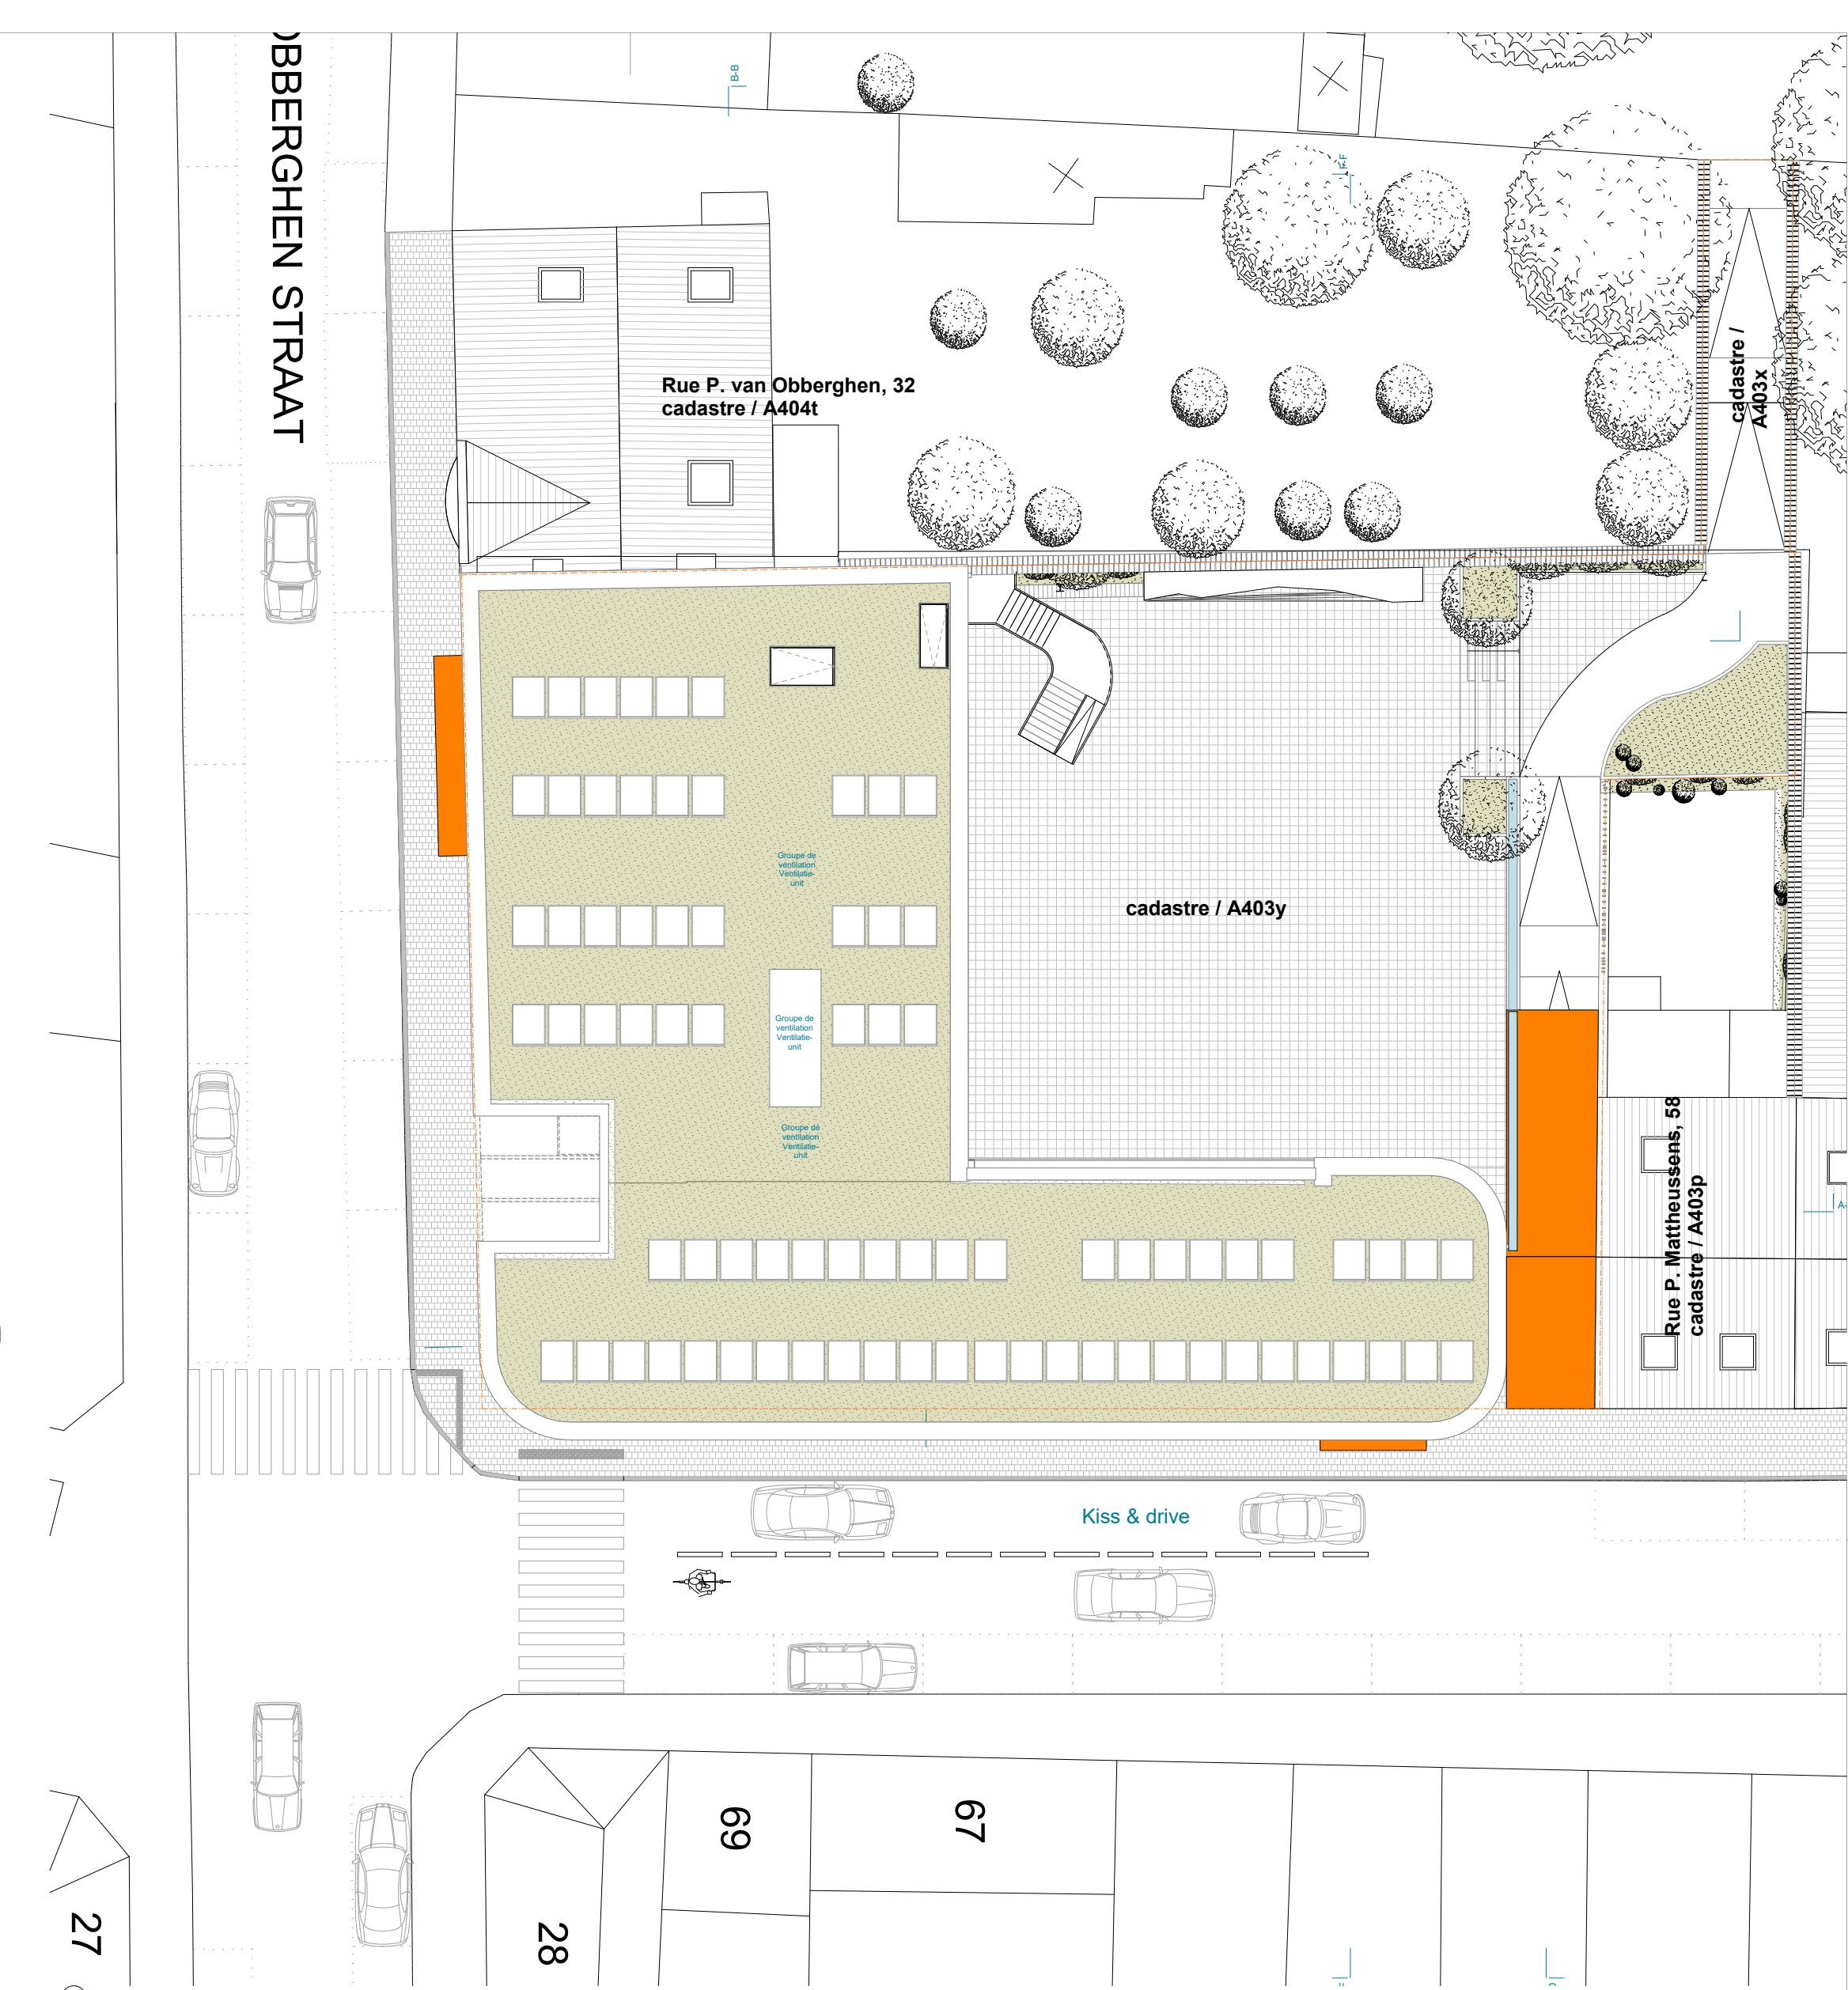 OBBERGHEN STRAAT
B-B
F-F
cadastre /
A403x
Rue P. van Obberghen, 32
cadastre / A404t
Groupe de
ventilation
Ventilatie-
unit
cadastre / A403y
Groupe de
ventilation
Ventilatie-
unit
Groupe de
ventilation
Ventilatie-
unit
Rue P. Mattheussens, 58
cadastre / A403p
A-
Kiss & drive
69
67
27
28